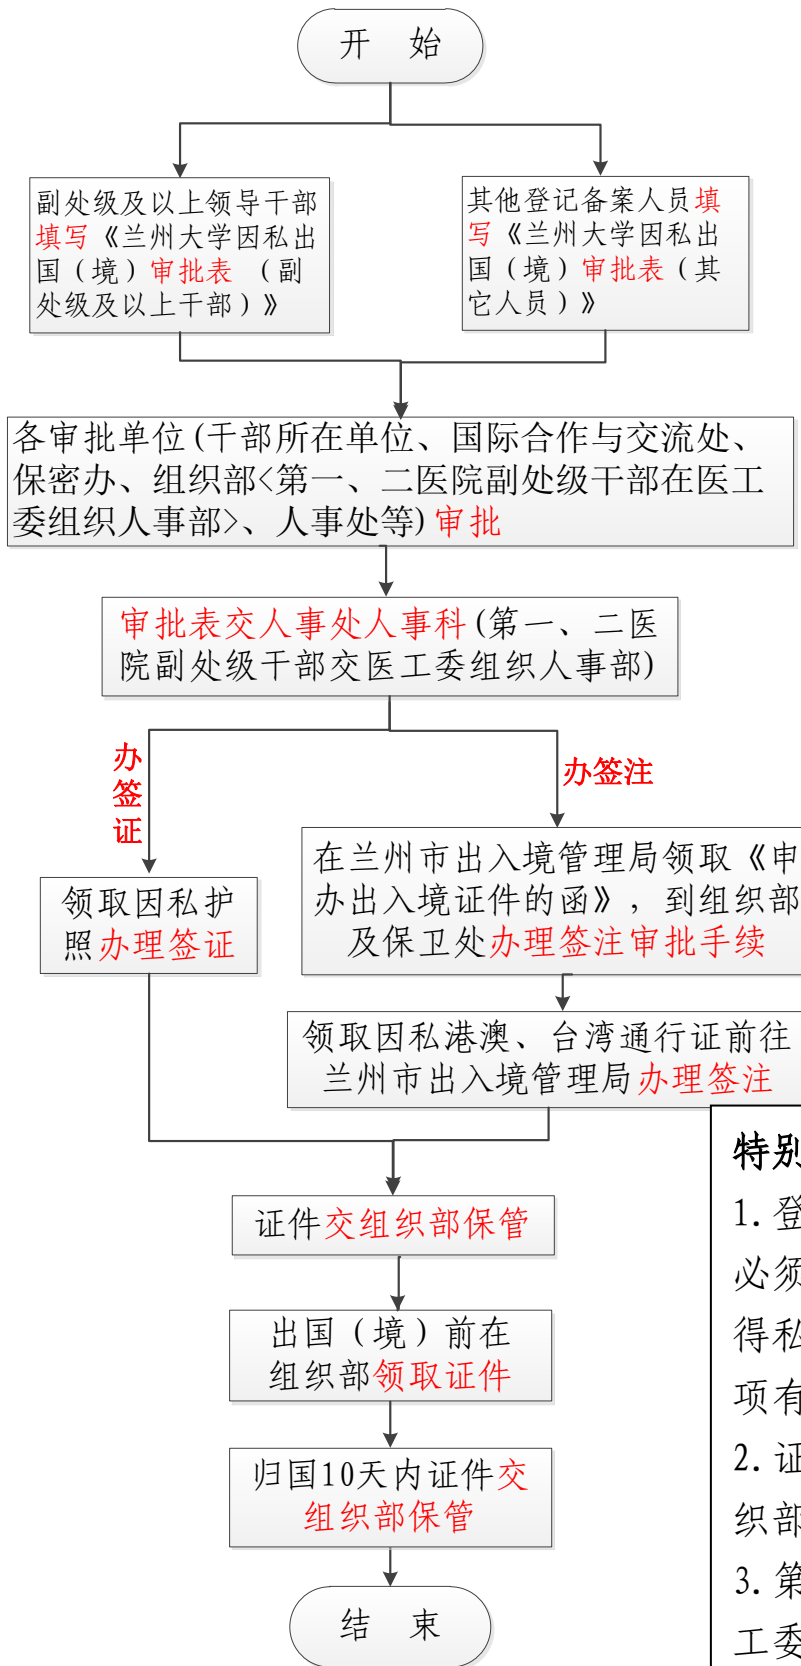 开 始
副处级及以上领导干部
填写《兰州大学因私出
国（境）审批表 （副
处级及以上干部）》
其他登记备案人员填
写《兰州大学因私出
国（境）审批表（其
它人员）》
各审批单位(干部所在单位、国际合作与交流处、
保密办、组织部<第一、二医院副处级干部在医工
委组织人事部>、人事处等)审批
审批表交人事处人事科(第一、二医
院副处级干部交医工委组织人事部)
办
签
证
办签注
领取因私护
照办理签证
在兰州市出入境管理局领取《申
办出入境证件的函》，到组织部
及保卫处办理签注审批手续
领取因私港澳、台湾通行证前往
兰州市出入境管理局办理签注
证件交组织部保管
出国（境）前在
组织部领取证件
归国10天内证件交
组织部保管
结 束
特别
1.登
必须
得私
项有
2.证
织部
3.第
工委